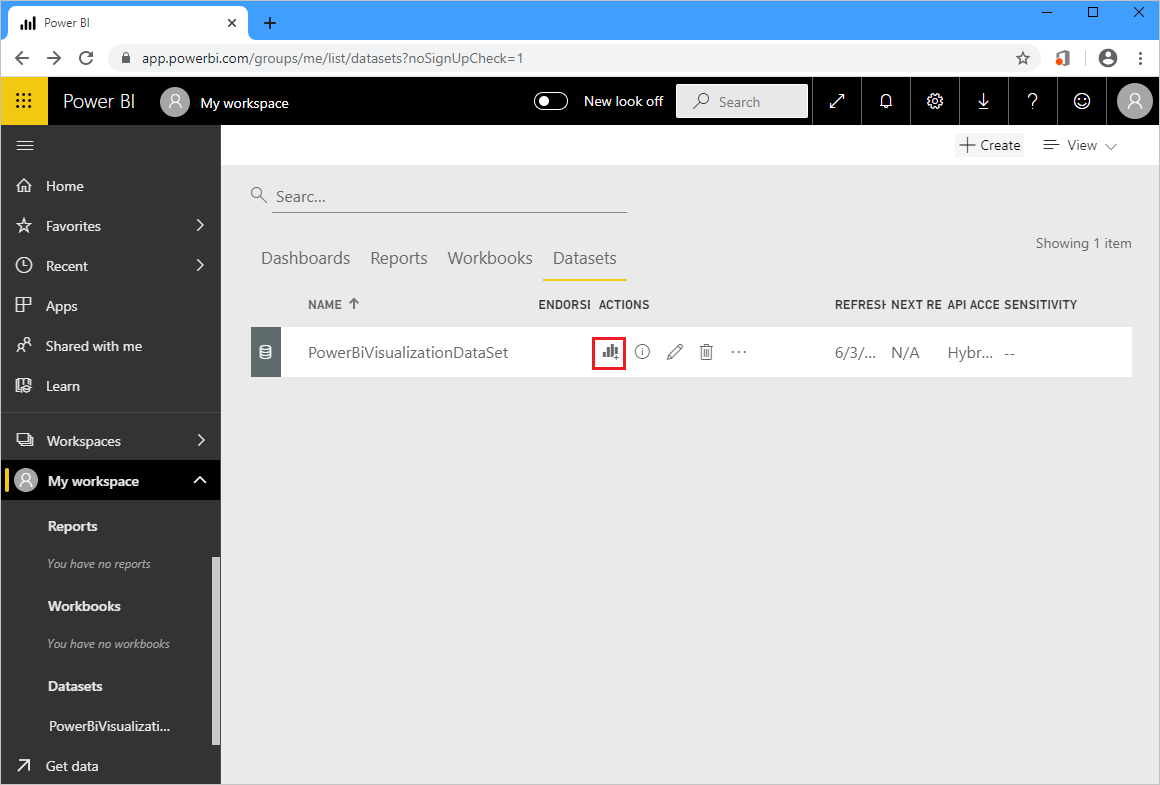 Power BI
app.powerbi.com/groups/me/list/datasets?noSignUpCheck=1
Power BI My workspace New look off Search
Create View
Home
Favorites
Recent
Apps
Shared with me
Learn
Workspaces
My workspace
Reports
You have no reports
Workbooks
You have no workbooks
Datasets
PowerBiVisualizati...
Get data
Searc...
Showing 1 item
Dashboards Reports Workbooks Datasets
NAME ENDORSI ACTIONS REFRESH NEXT RE API ACCE SENSITIVITY
PowerBiVisualizationDataSet 6/3/... N/A Hybr... --